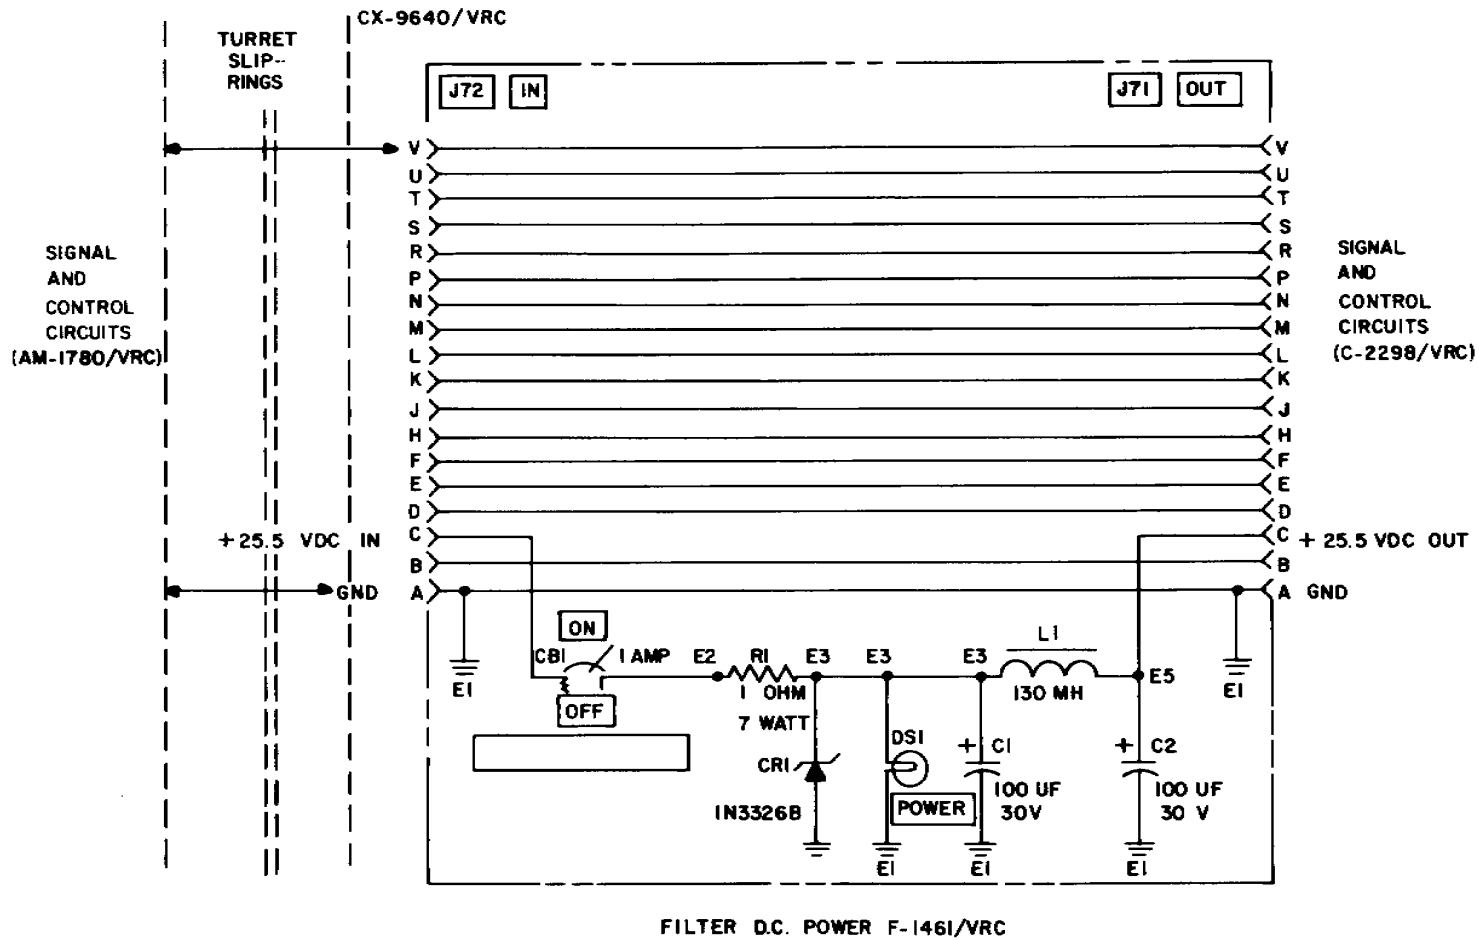 CX-9640/VRC
TURRET
SLIP--
RINGS
J72 IN
J71 OUT
V V
U U
T T
S S
R R
P P
N N
M M
L L
K K
J J
H H
F F
E E
D D
C C
B B
A A
SIGNAL
AND
CONTROL
CIRCUITS
(AM-1780/VRC)
SIGNAL
AND
CONTROL
CIRCUITS
(C-2298/VRC)
+25.5 VDC IN
+ 25.5 VDC OUT
GND
GND
ON
CB1
1 AMP
OFF
E1
E2
R1
1 OHM
7 WATT
E3
E3
E3
L1
130 MH
E5
E1
CR1
1N3326B
DS1
POWER
E1
+ C1
100 UF
30V
E1
+ C2
100 UF
30 V
E1
FILTER D.C. POWER F-1461/VRC